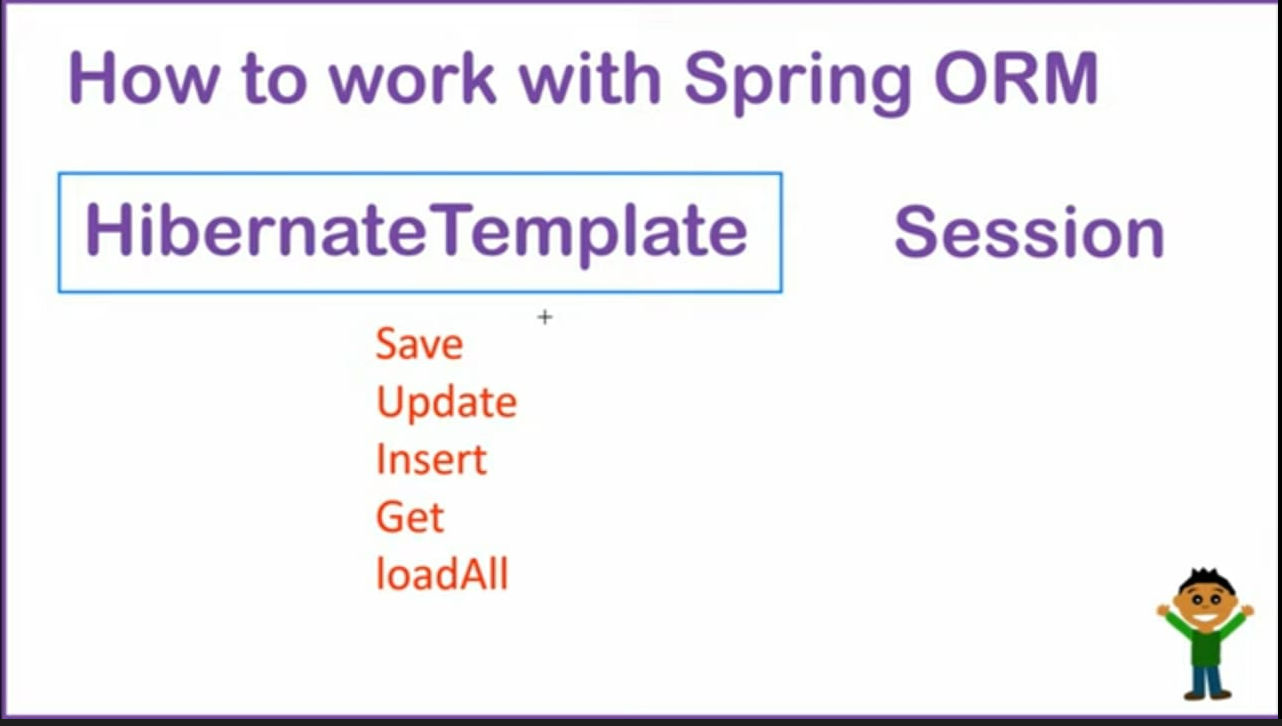 How to work with Spring ORM
HibernateTemplate
Session
Save
Update
Insert
Get
loadAll